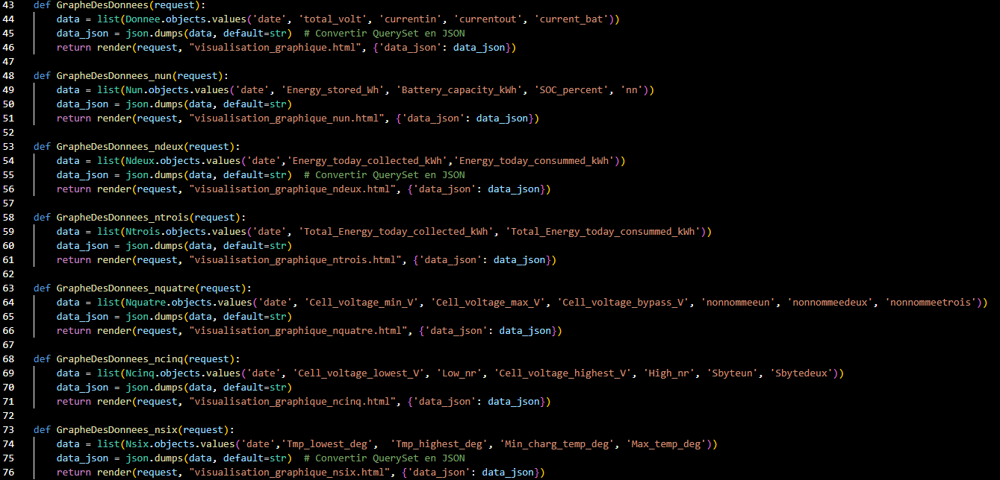 43 def GrapheDesDonnees(request):
44     data = list(Donnee.objects.values('date', 'total_volt', 'currentin', 'currentout', 'current_bat'))
45     data_json = json.dumps(data, default=str)  # Convertir QuerySet en JSON
46     return render(request, "visualisation_graphique.html", {'data_json': data_json})
47
48 def GrapheDesDonnees_nun(request):
49     data = list(Nun.objects.values('date', 'Energy_stored_Wh', 'Battery_capacity_kWh', 'SOC_percent', 'nn'))
50     data_json = json.dumps(data, default=str)
51     return render(request, "visualisation_graphique_nun.html", {'data_json': data_json})
52
53 def GrapheDesDonnees_ndeux(request):
54     data = list(Ndeux.objects.values('date','Energy_today_collected_kWh','Energy_today_consummed_kWh'))
55     data_json = json.dumps(data, default=str)  # Convertir QuerySet en JSON
56     return render(request, "visualisation_graphique_ndeux.html", {'data_json': data_json})
57
58 def GrapheDesDonnees_ntrois(request):
59     data = list(Ntrois.objects.values('date', 'Total_Energy_today_collected_kWh', 'Total_Energy_today_consummed_kWh'))
60     data_json = json.dumps(data, default=str)
61     return render(request, "visualisation_graphique_ntrois.html", {'data_json': data_json})
62
63 def GrapheDesDonnees_nquatre(request):
64     data = list(Nquatre.objects.values('date', 'Cell_voltage_min_V', 'Cell_voltage_max_V', 'Cell_voltage_bypass_V', 'nonnommeeun', 'nonnommeedeux', 'nonnommeetrois'))
65     data_json = json.dumps(data, default=str)
66     return render(request, "visualisation_graphique_nquatre.html", {'data_json': data_json})
67
68 def GrapheDesDonnees_ncinq(request):
69     data = list(Ncinq.objects.values('date', 'Cell_voltage_lowest_V', 'Low_nr', 'Cell_voltage_highest_V', 'High_nr', 'Sbyteun', 'Sbytedeux'))
70     data_json = json.dumps(data, default=str)
71     return render(request, "visualisation_graphique_ncinq.html", {'data_json': data_json})
72
73 def GrapheDesDonnees_nsix(request):
74     data = list(Nsix.objects.values('date','Tmp_lowest_deg',  'Tmp_highest_deg', 'Min_charg_temp_deg', 'Max_temp_deg'))
75     data_json = json.dumps(data, default=str)  # Convertir QuerySet en JSON
76     return render(request, "visualisation_graphique_nsix.html", {'data_json': data_json})